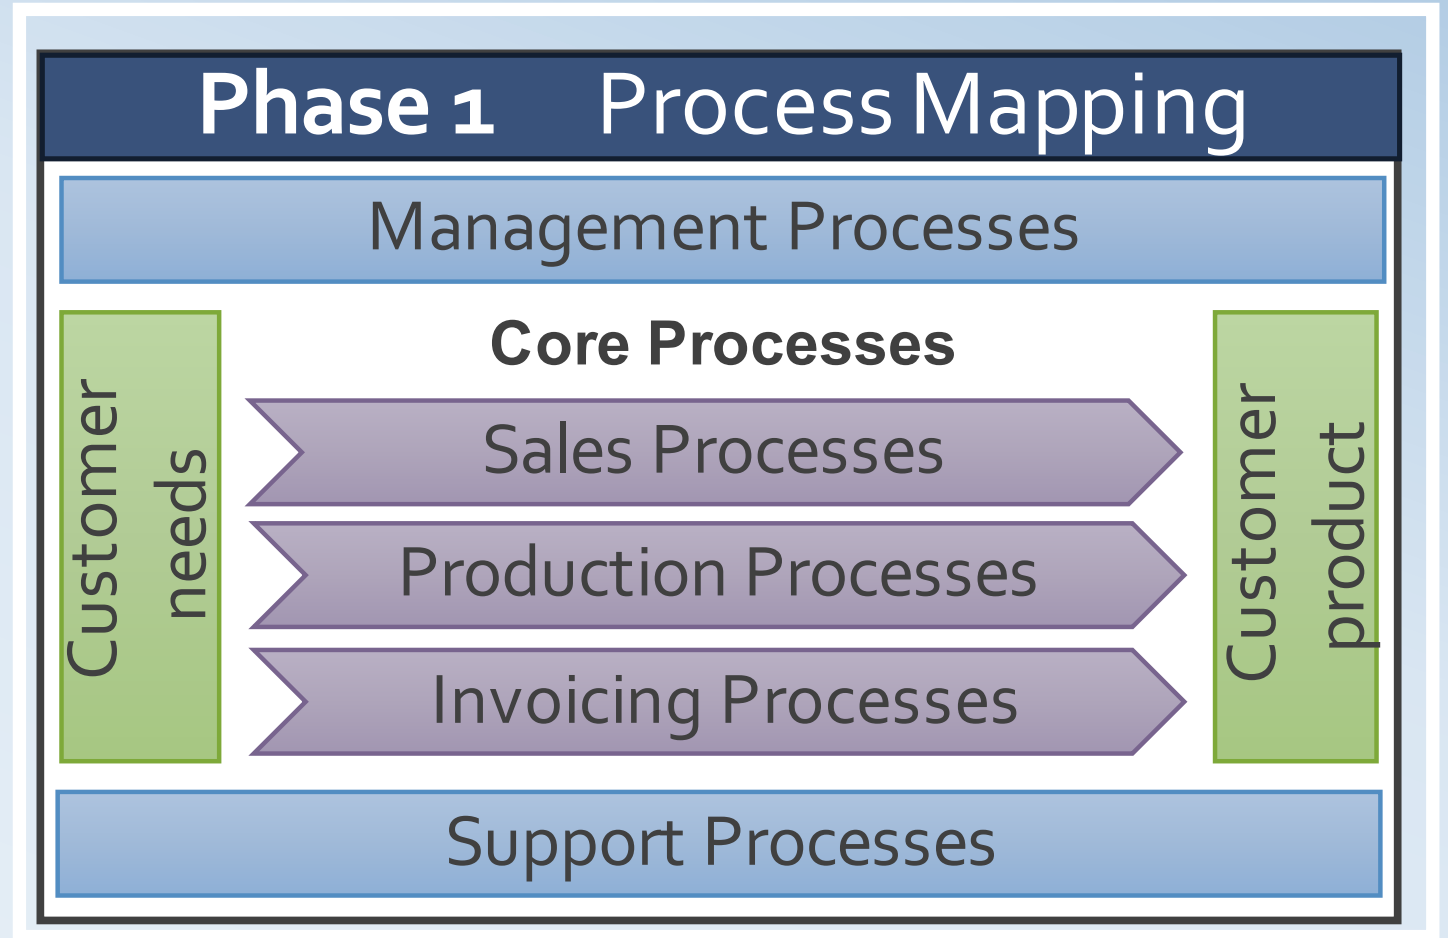 Phase 1 Process Mapping
Management Processes
Customer
needs
Core Processes
Sales Processes
Production Processes
Invoicing Processes
Customer
product
Support Processes